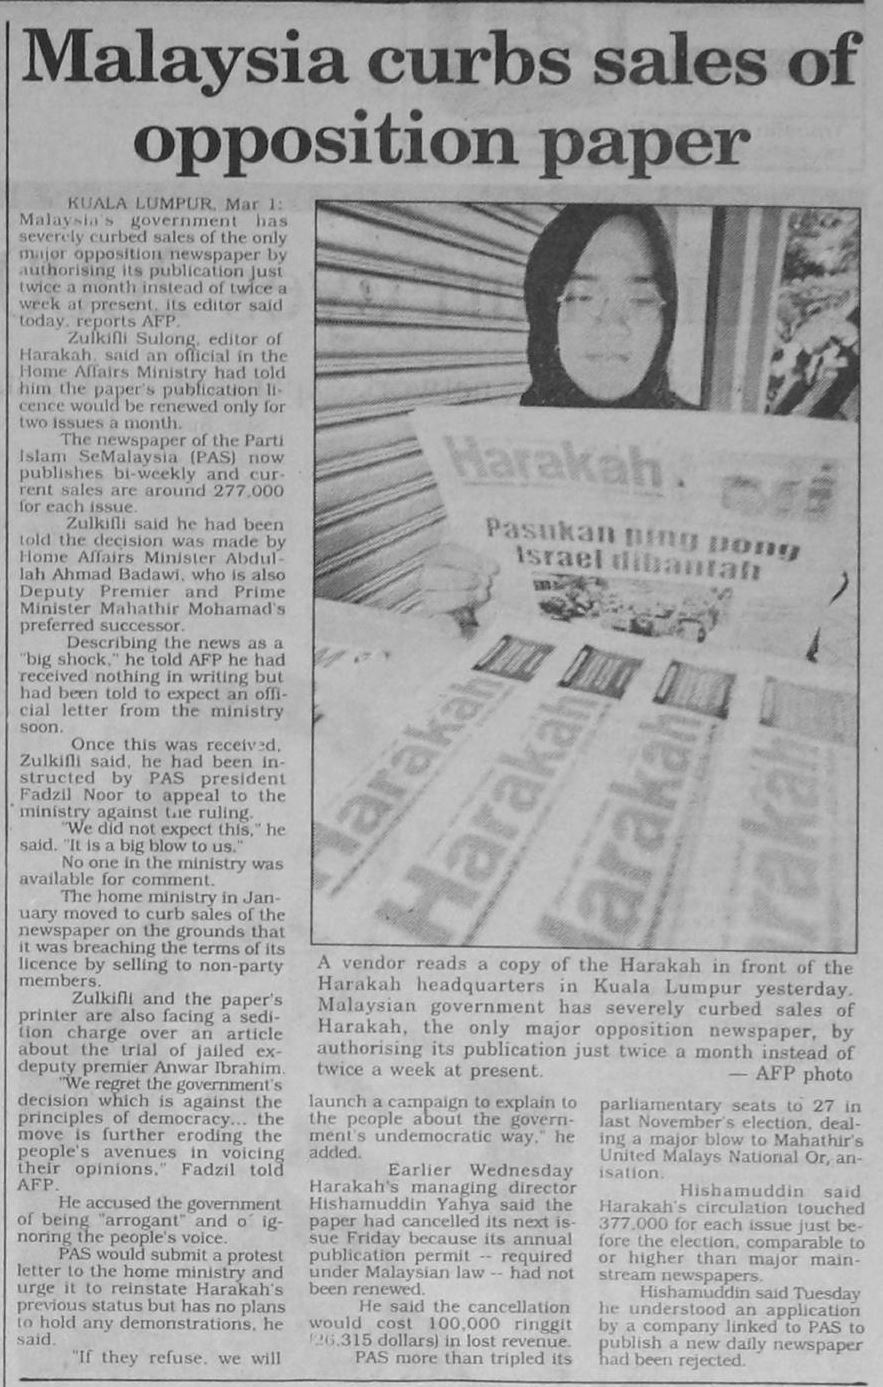 Malaysia curbs sales of
opposition paper
KUALA LUMPUR, Mar 1:
Malaysia's government has
severely curbed sales of the only
major opposition newspaper by
authorising its publication just
twice a month instead of twice a
week at present, its editor said
today, reports AFP.
Zulkifli Sulong, editor of
Harakah, said an official in the
Home Affairs Ministry had told
him the paper's publication li-
cence would be renewed only for
two issues a month.
The newspaper of the Parti
Islam SeMalaysia (PAS) now
publishes bi-weekly and cur-
rent sales are around 277,000
for each issue.
Zulkifli said he had been
told the decision was made by
Home Affairs Minister Abdul-
lah Ahmad Badawi, who is also
Deputy Premier and Prime
Minister Mahathir Mohamad's
preferred successor.
Describing the news as a
"big shock," he told AFP he had
received nothing in writing but
had been told to expect an offi-
cial letter from the ministry
soon.
Once this was received,
Zulkifli said, he had been in-
structed by PAS president
Fadzil Noor to appeal to the
ministry against the ruling.
"We did not expect this," he
said. "It is a big blow to us."
No one in the ministry was
available for comment.
The home ministry in Jan-
uary moved to curb sales of the
newspaper on the grounds that
it was breaching the terms of its
licence by selling to non-party
members.
Zulkifli and the paper's
printer are also facing a sedi-
tion charge over an article
about the trial of jailed ex-
deputy premier Anwar Ibrahim.
"We regret the government's
decision which is against the
principles of democracy... the
move is further eroding the
people's avenues in voicing
their opinions," Fadzil told
AFP.
He accused the government
of being "arrogant" and of ig-
noring the people's voice.
PAS would submit a protest
letter to the home ministry and
urge it to reinstate Harakah's
previous status but has no plans
to hold any demonstrations, he
said.
"If they refuse, we will
Harakah
Pasukan ping pong
Israel dibantah
Harakah
Harakah
Harakah
Harakah
A vendor reads a copy of the Harakah in front of the
Harakah headquarters in Kuala Lumpur yesterday.
Malaysian government has severely curbed sales of
Harakah, the only major opposition newspaper, by
authorising its publication just twice a month instead of
twice a week at present. — AFP photo
launch a campaign to explain to
the people about the govern-
ment's undemocratic way," he
added.
Earlier Wednesday
Harakah's managing director
Hishamuddin Yahya said the
paper had cancelled its next is-
sue Friday because its annual
publication permit -- required
under Malaysian law -- had not
been renewed.
He said the cancellation
would cost 100,000 ringgit
(26,315 dollars) in lost revenue.
PAS more than tripled its
parliamentary seats to 27 in
last November's election, deal-
ing a major blow to Mahathir's
United Malays National Or, an-
isation.
Hishamuddin said
Harakah's circulation touched
377,000 for each issue just be-
fore the election, comparable to
or higher than major main-
stream newspapers.
Hishamuddin said Tuesday
he understood an application
by a company linked to PAS to
publish a new daily newspaper
had been rejected.